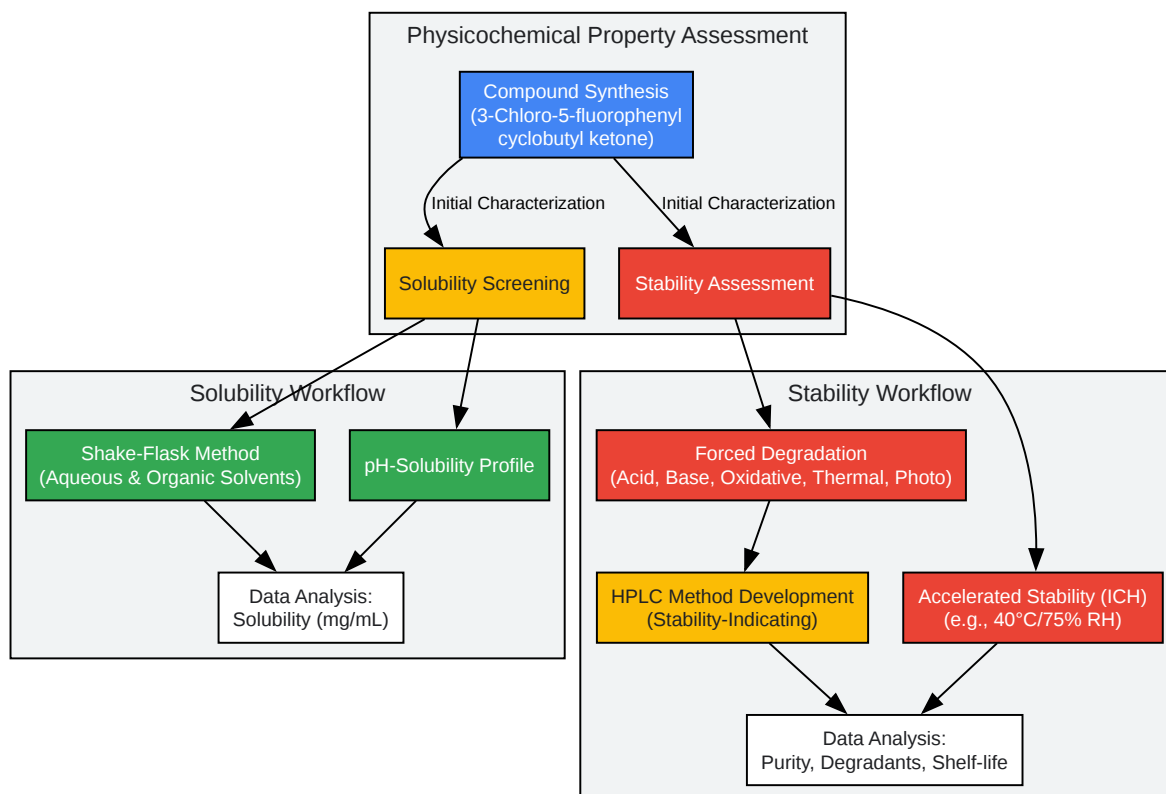 Physicochemical Property Assessment
Compound Synthesis
(3-Chloro-5-fluorophenyl
cyclobutyl ketone)
Initial Characterization
Initial Characterization
Solubility Screening
Stability Assessment
Solubility Workflow
Shake-Flask Method
(Aqueous & Organic Solvents)
pH-Solubility Profile
Data Analysis:
Solubility (mg/mL)
Stability Workflow
Forced Degradation
(Acid, Base, Oxidative, Thermal, Photo)
HPLC Method Development
(Stability-Indicating)
Accelerated Stability (ICH)
(e.g., 40°C/75% RH)
Data Analysis:
Purity, Degradants, Shelf-life